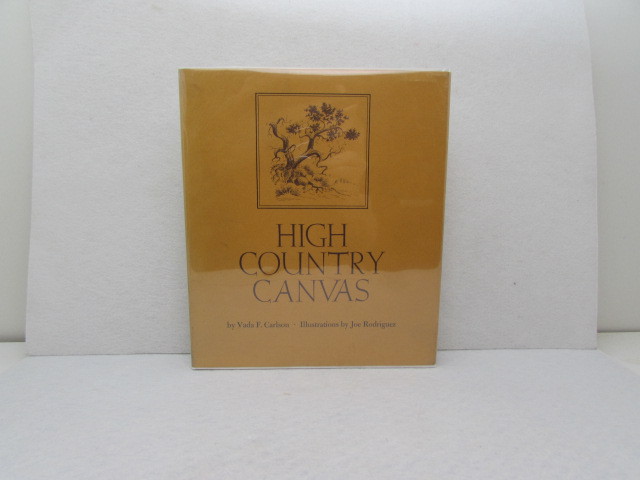 HIGH
COUNTRY
CANVAS
by Vada F. Carlson · Illustrations by Joe Rodriguez